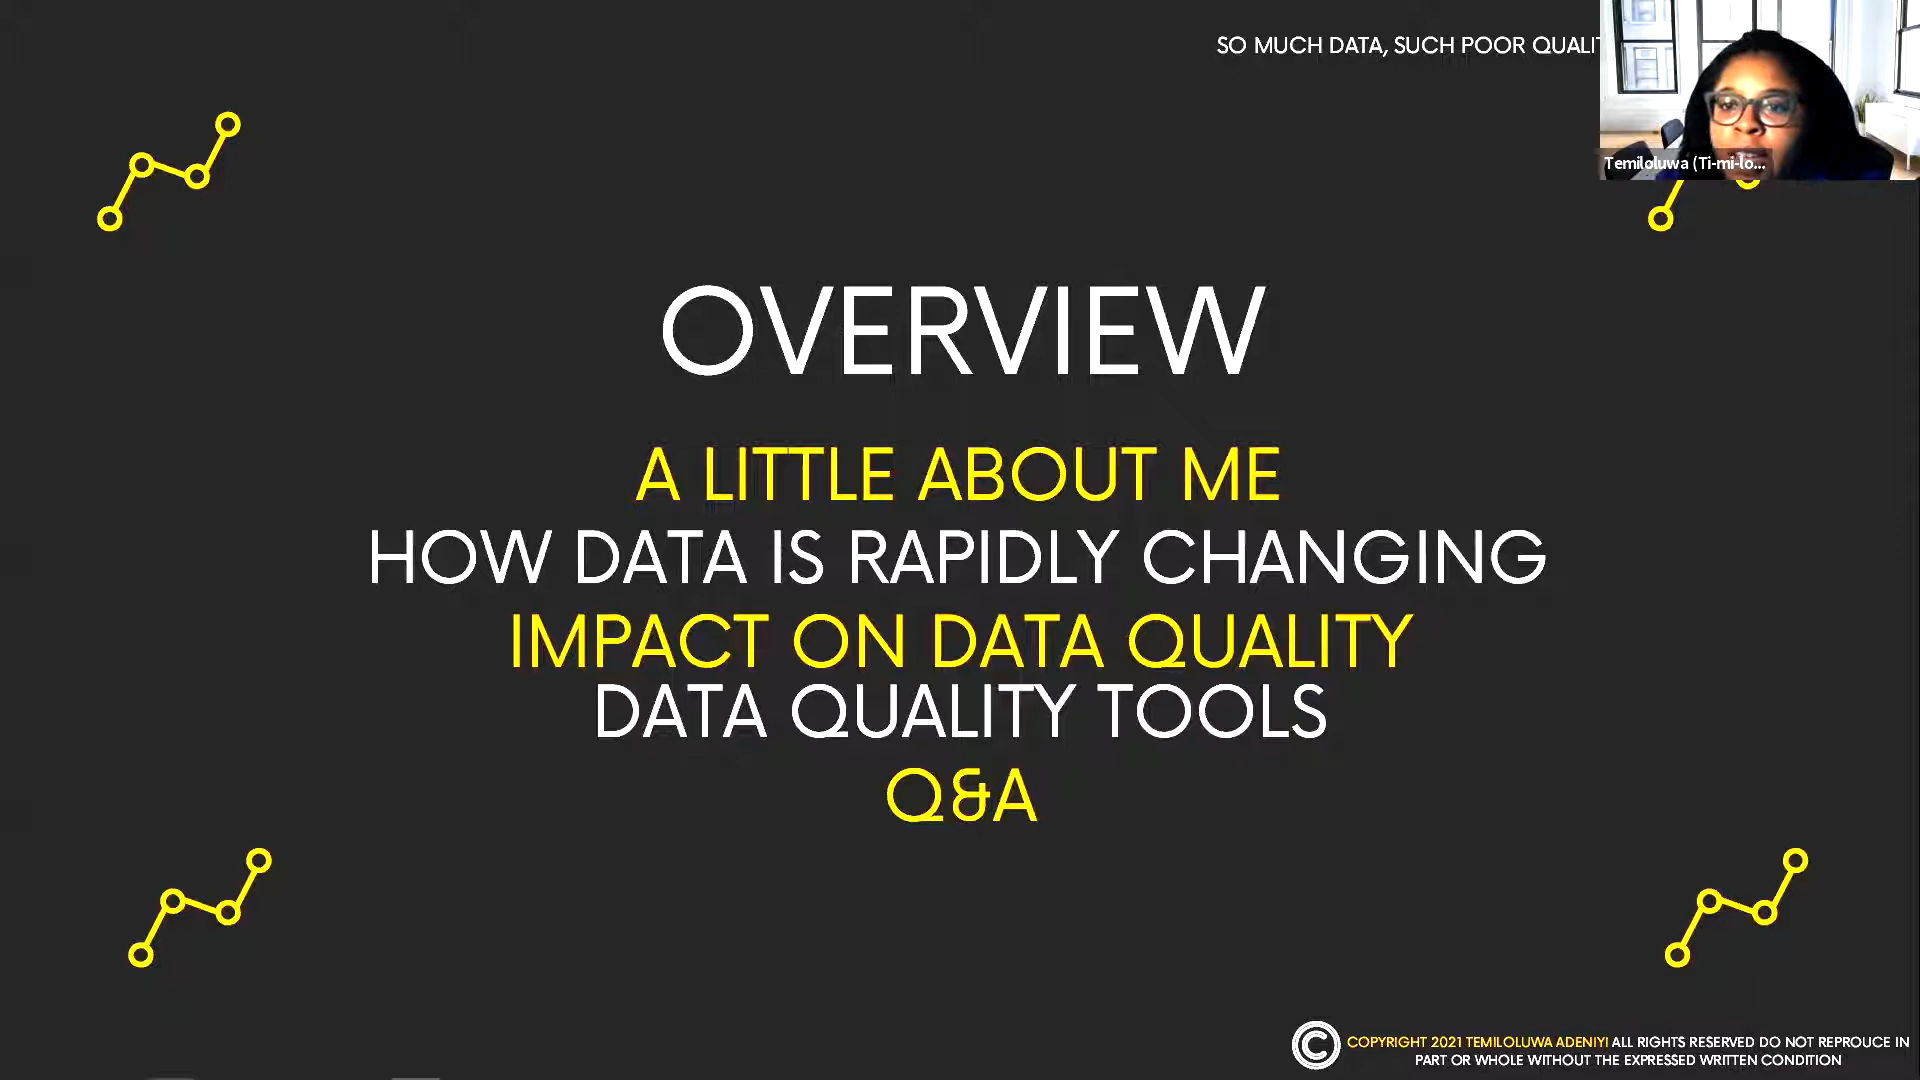 SO MUCH DATA, SUCH POOR QUALIT
Temiloluwa (Ti-mi-lo...
OVERVIEW
A LITTLE ABOUT ME
HOW DATA IS RAPIDLY CHANGING
IMPACT ON DATA QUALITY
DATA QUALITY TOOLS
Q&A
© COPYRIGHT 2021 TEMILOLUWA ADENIYI ALL RIGHTS RESERVED DO NOT REPROUCE IN
PART OR WHOLE WITHOUT THE EXPRESSED WRITTEN CONDITION